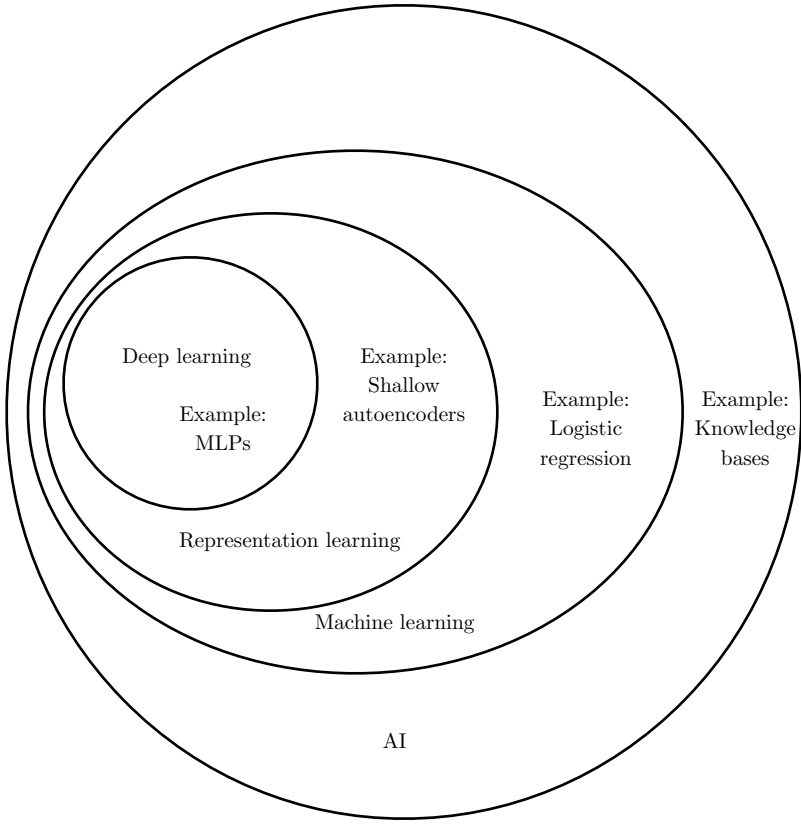 Deep learning
Example:
MLPs
Example:
Shallow
autoencoders
Example:
Logistic
regression
Example:
Knowledge
bases
Representation learning
Machine learning
AI